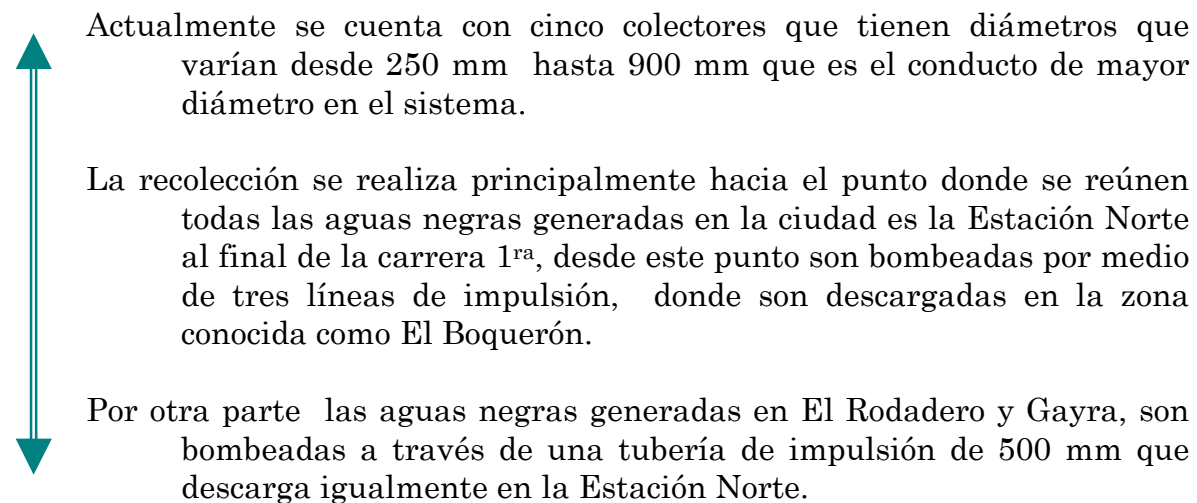 Actualmente se cuenta con cinco colectores que tienen diámetros que
varían desde 250 mm hasta 900 mm que es el conducto de mayor
diámetro en el sistema.
La recolección se realiza principalmente hacia el punto donde se reúnen
todas las aguas negras generadas en la ciudad es la Estación Norte
al final de la carrera 1ra, desde este punto son bombeadas por medio
de tres líneas de impulsión, donde son descargadas en la zona
conocida como El Boquerón.
Por otra parte las aguas negras generadas en El Rodadero y Gayra, son
bombeadas a través de una tubería de impulsión de 500 mm que
descarga igualmente en la Estación Norte.